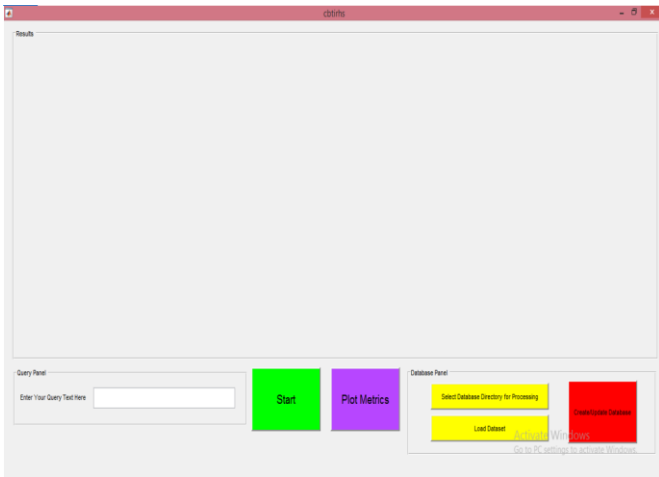 cbtirhs
Results
Query Panel
Enter Your Query Text Here
Start
Plot Metrics
Database Panel
Select Database Directory for Processing
Load Dataset
Create/Update Database
Activate Windows
Go to PC settings to activate Windows.